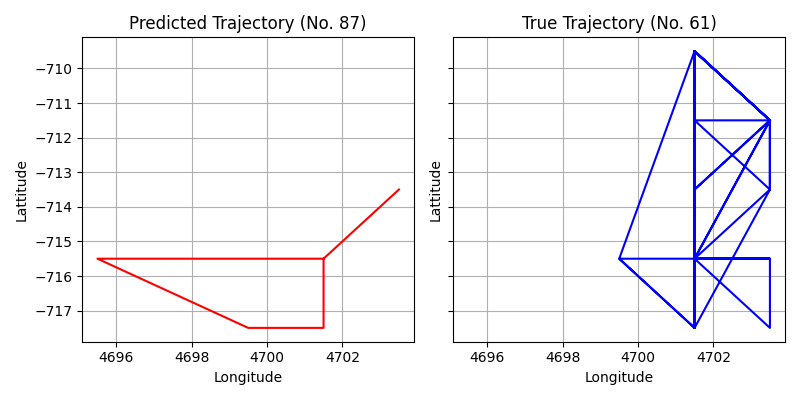 Predicted Trajectory (No. 87)
True Trajectory (No. 61)
Lattitude
−710
−711
−712
−713
−714
−715
−716
−717
4696
4698
4700
4702
Longitude
Lattitude
4696
4698
4700
4702
Longitude